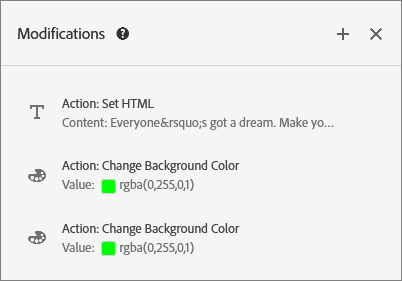 Modifications ?
Action: Set HTML
Content: Everyone&rsquo;s got a dream. Make yo...
Action: Change Background Color
Value: rgba(0,255,0,1)
Action: Change Background Color
Value: rgba(0,255,0,1)